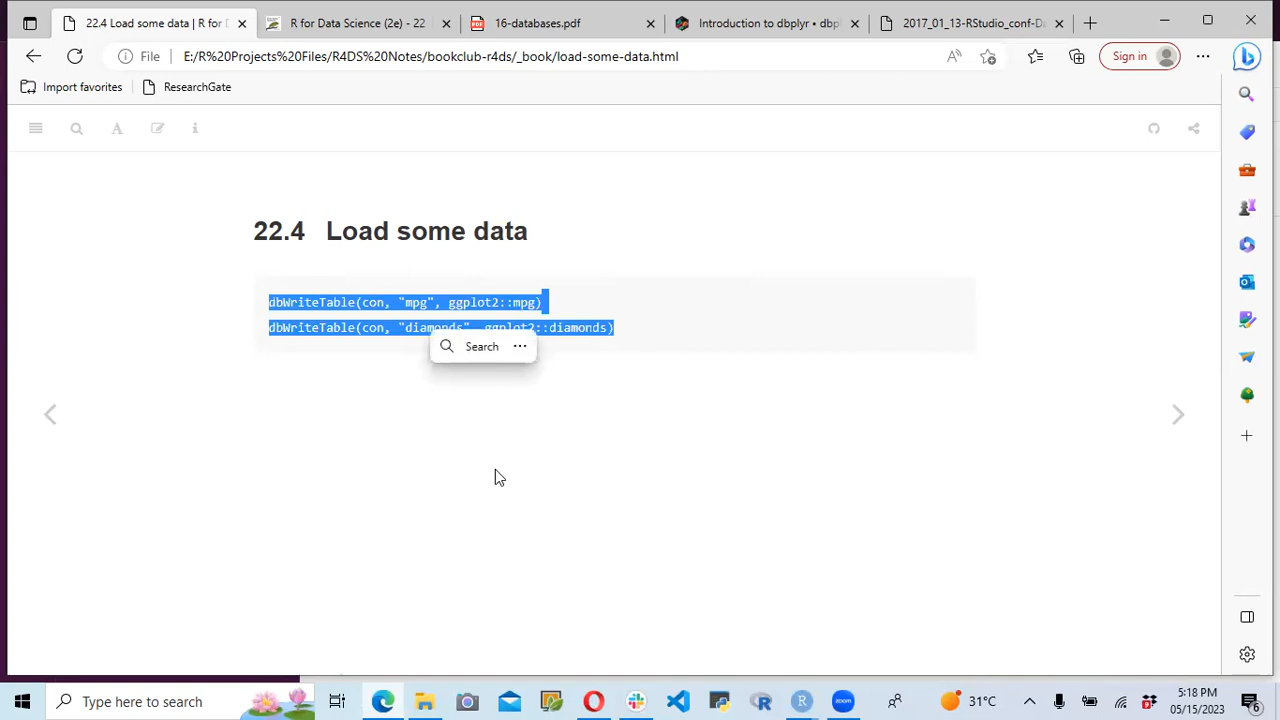 22.4 Load some data | R for D
R for Data Science (2e) - 22
16-databases.pdf
Introduction to dbplyr • dbp
2017_01_13-RStudio_conf-Da
File
E:/R%20Projects%20Files/R4DS%20Notes/bookclub-r4ds/_book/load-some-data.html
Sign in
Import favorites
ResearchGate
22.4 Load some data
dbWriteTable(con, "mpg", ggplot2::mpg)
dbWriteTable(con, "diamonds", ggplot2::diamonds)
Search
Type here to search
31°C
5:18 PM
05/15/2023
6